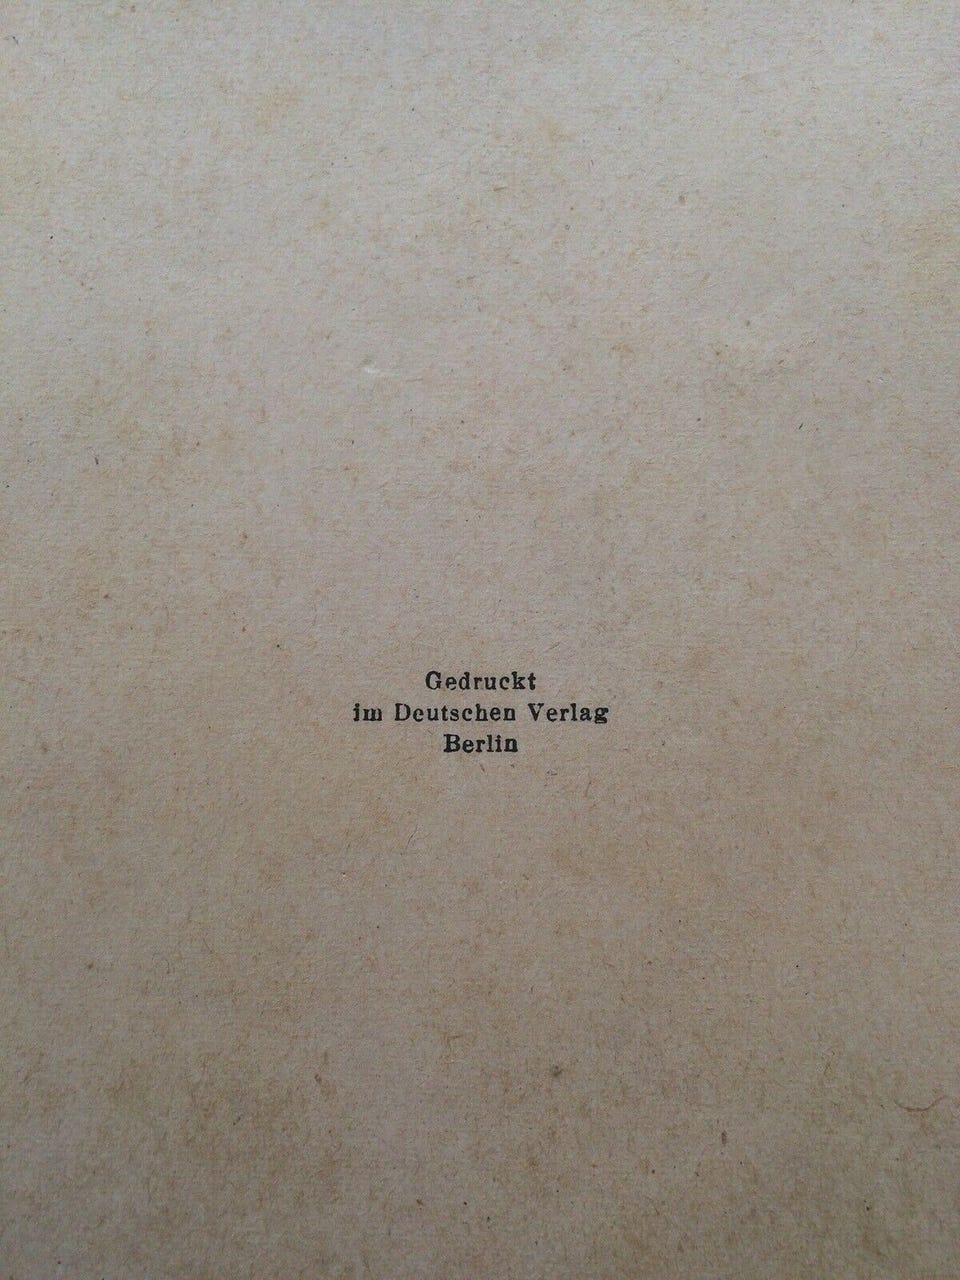 Gedruckt
im Deutschen Verlag
Berlin